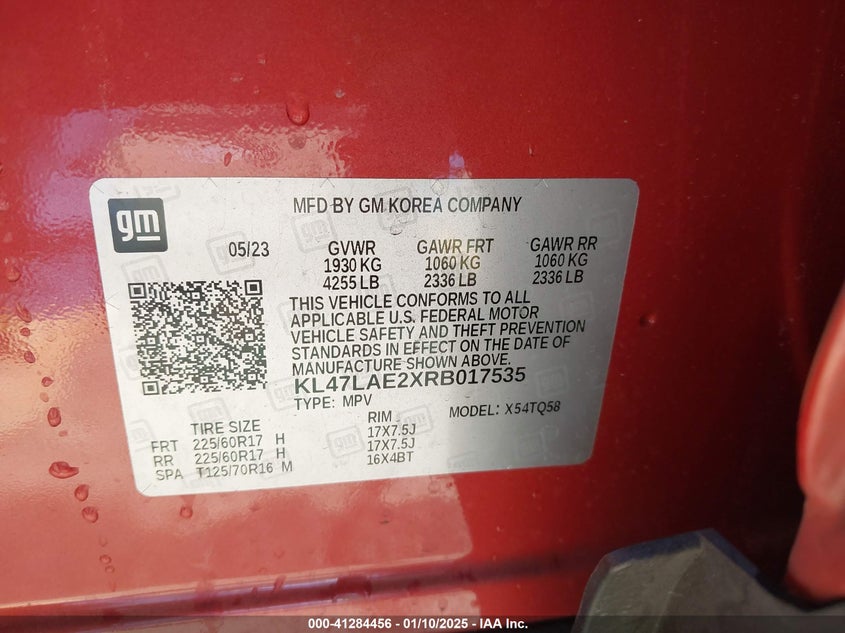 gm
MFD BY GM KOREA COMPANY
05/23
GVWR GAWR FRT GAWR RR
1930 KG 1060 KG 1060 KG
4255 LB 2336 LB 2336 LB
THIS VEHICLE CONFORMS TO ALL
APPLICABLE U.S. FEDERAL MOTOR
VEHICLE SAFETY AND THEFT PREVENTION
STANDARDS IN EFFECT ON THE DATE OF
MANUFACTURE SHOWN ABOVE.
KL47LAE2XRB017535
TYPE: MPV MODEL: X54TQ58
TIRE SIZE RIM
FRT 225/60R17 H 17X7.5J
RR 225/60R17 H 17X7.5J
SPA T125/70R16 M 16X4BT
000-41284456 - 01/10/2025 - IAA Inc.